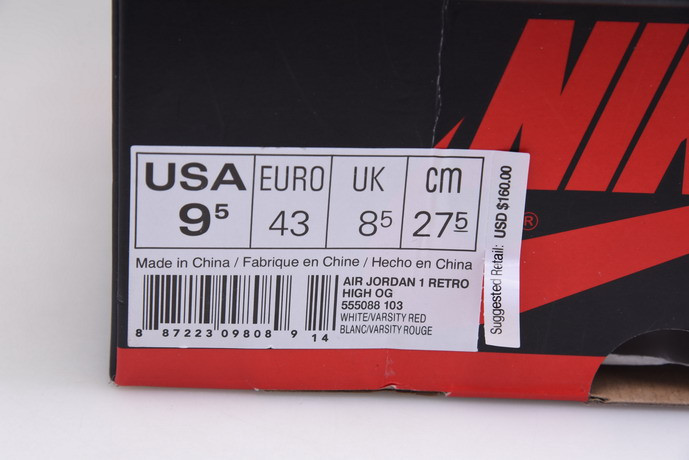 NIK
®
USA EURO UK cm
9⁵ 43 8⁵ 27⁵
Made in China / Fabrique en Chine / Hecho en China
AIR JORDAN 1 RETRO
HIGH OG
555088 103
WHITE/VARSITY RED
BLANC/VARSITY ROUGE
8 87223 09808 9 14
Suggested Retail: USD $160.00